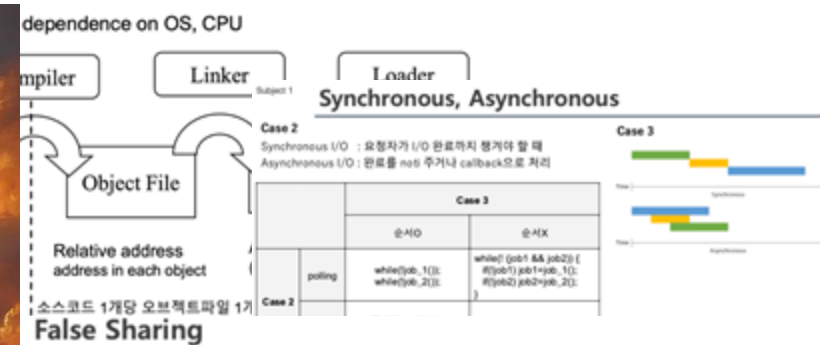 dependence on OS, CPU
mpiler
Linker
Loader
Object File
Relative address
address in each object
소스코드 1개당 오브젝트파일 1
False Sharing
Subject 1
Synchronous, Asynchronous
Case 2
Synchronous I/O : 요청자가 I/O 완료까지 챙겨야 할 때
Asynchronous I/O : 완료를 noti 주거나 callback으로 처리
Case 3
순서O
순서X
Case 2
polling
while(!job_1());
while(!job_2());
while(! (job1 && job2)) {
if(!job1) job1=job_1();
if(!job2) job2=job_2();
}
Case 3
Time
Synchronous
Time
Asynchronous